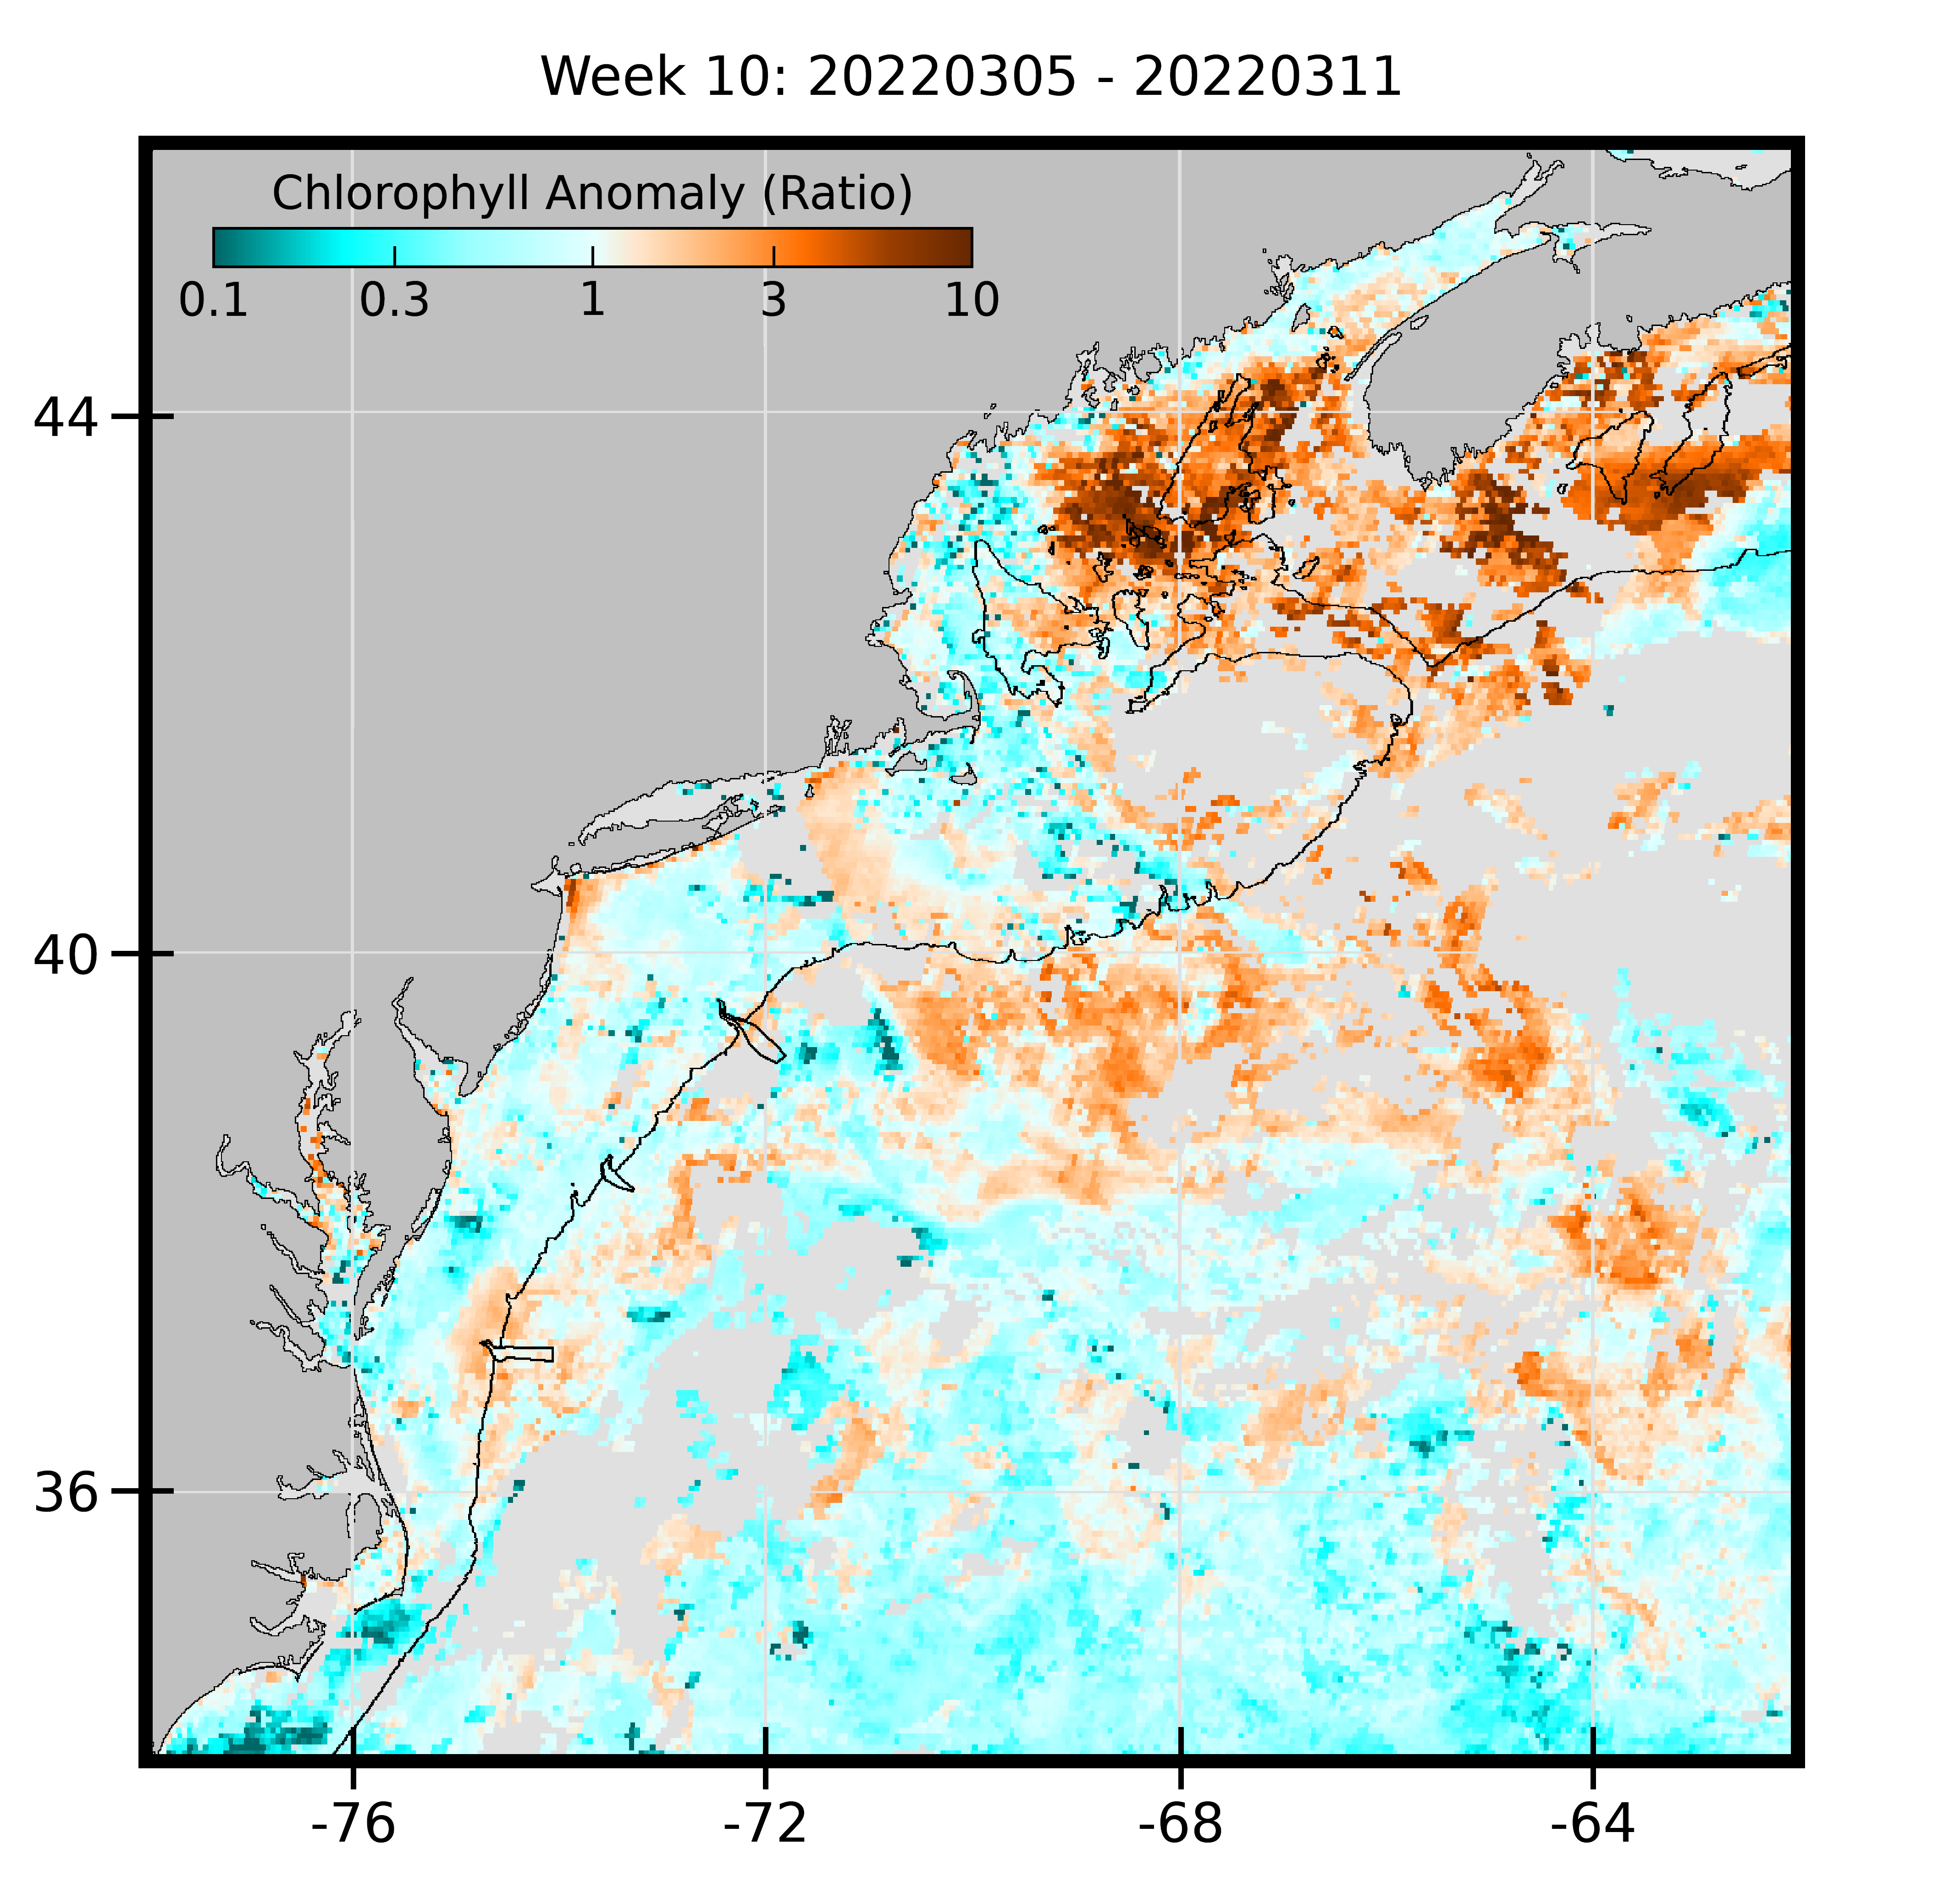 Week 10: 20220305 - 20220311
Chlorophyll Anomaly (Ratio)
0.1 0.3 1 3 10
44
40
36
-76 -72 -68 -64